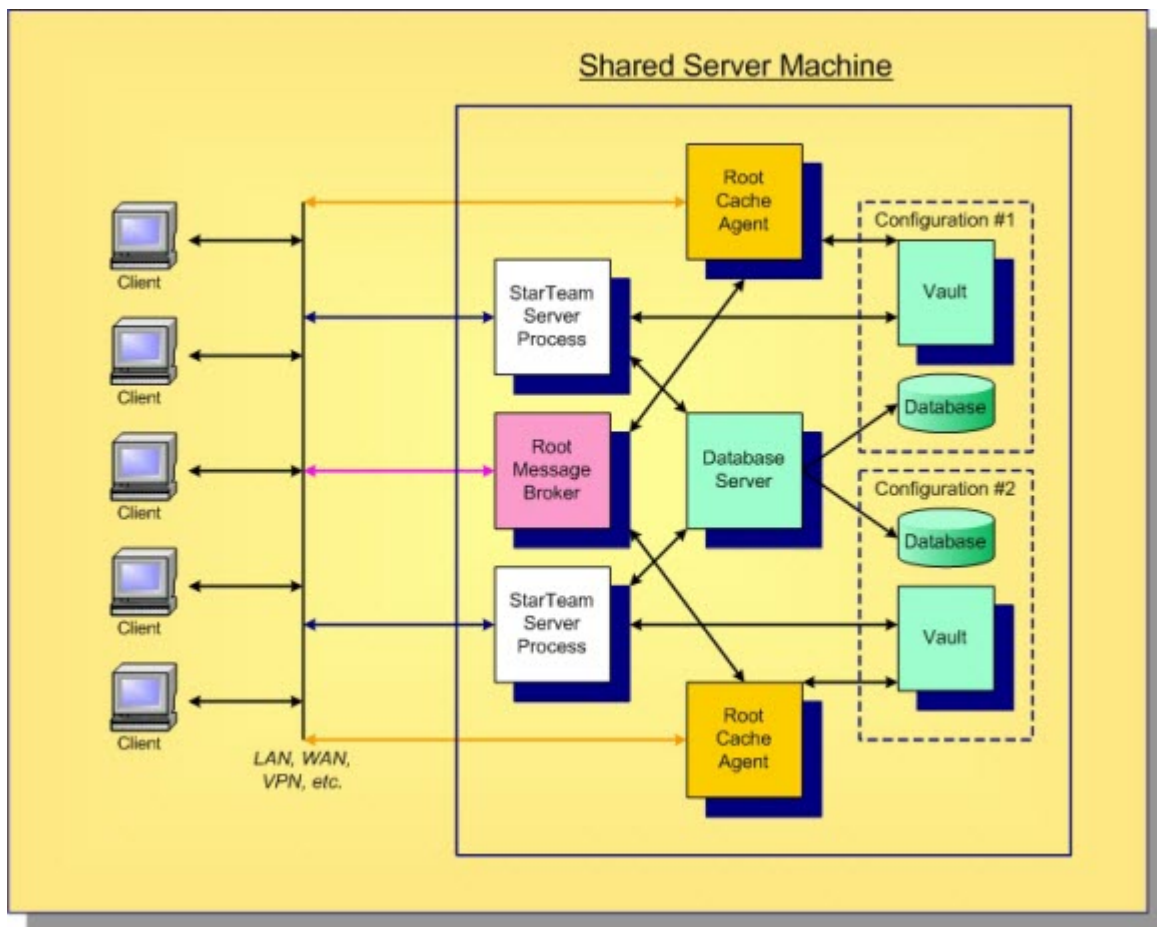 Shared Server Machine
Client
Client
Client
Client
Client
LAN, WAN,
VPN, etc.
Root
Cache
Agent
StarTeam
Server
Process
Root
Message
Broker
Database
Server
StarTeam
Server
Process
Root
Cache
Agent
Configuration #1
Vault
Database
Configuration #2
Database
Vault